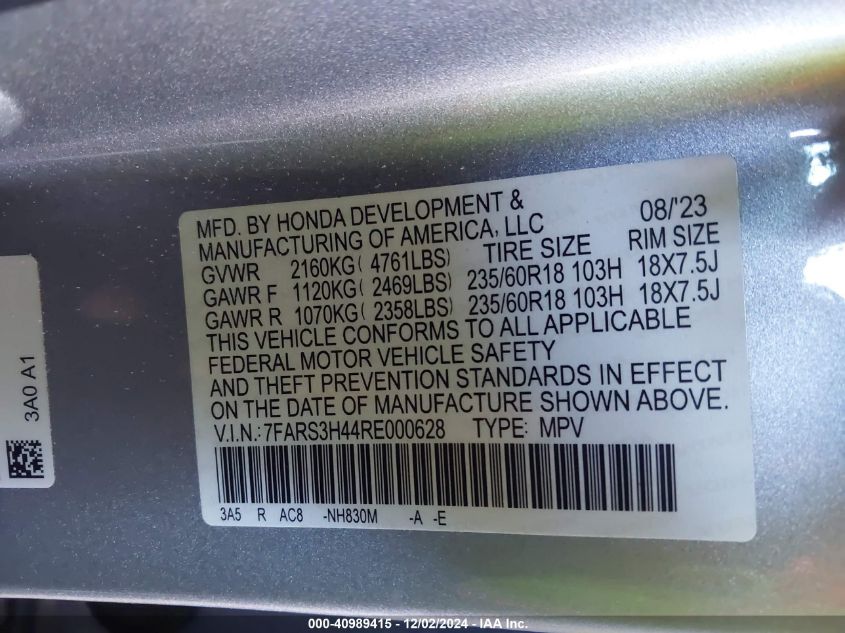 MFD. BY HONDA DEVELOPMENT & 08/'23
MANUFACTURING OF AMERICA, LLC
TIRE SIZE RIM SIZE
GVWR 2160KG( 4761LBS)
GAWR F 1120KG( 2469LBS) 235/60R18 103H 18X7.5J
GAWR R 1070KG( 2358LBS) 235/60R18 103H 18X7.5J
THIS VEHICLE CONFORMS TO ALL APPLICABLE
FEDERAL MOTOR VEHICLE SAFETY
AND THEFT PREVENTION STANDARDS IN EFFECT
ON THE DATE OF MANUFACTURE SHOWN ABOVE.
V.I.N.:7FARS3H44RE000628 TYPE: MPV
3A5 R AC8 -NH830M -A -E
3A0 A1
000-40989415 - 12/02/2024 - IAA Inc.